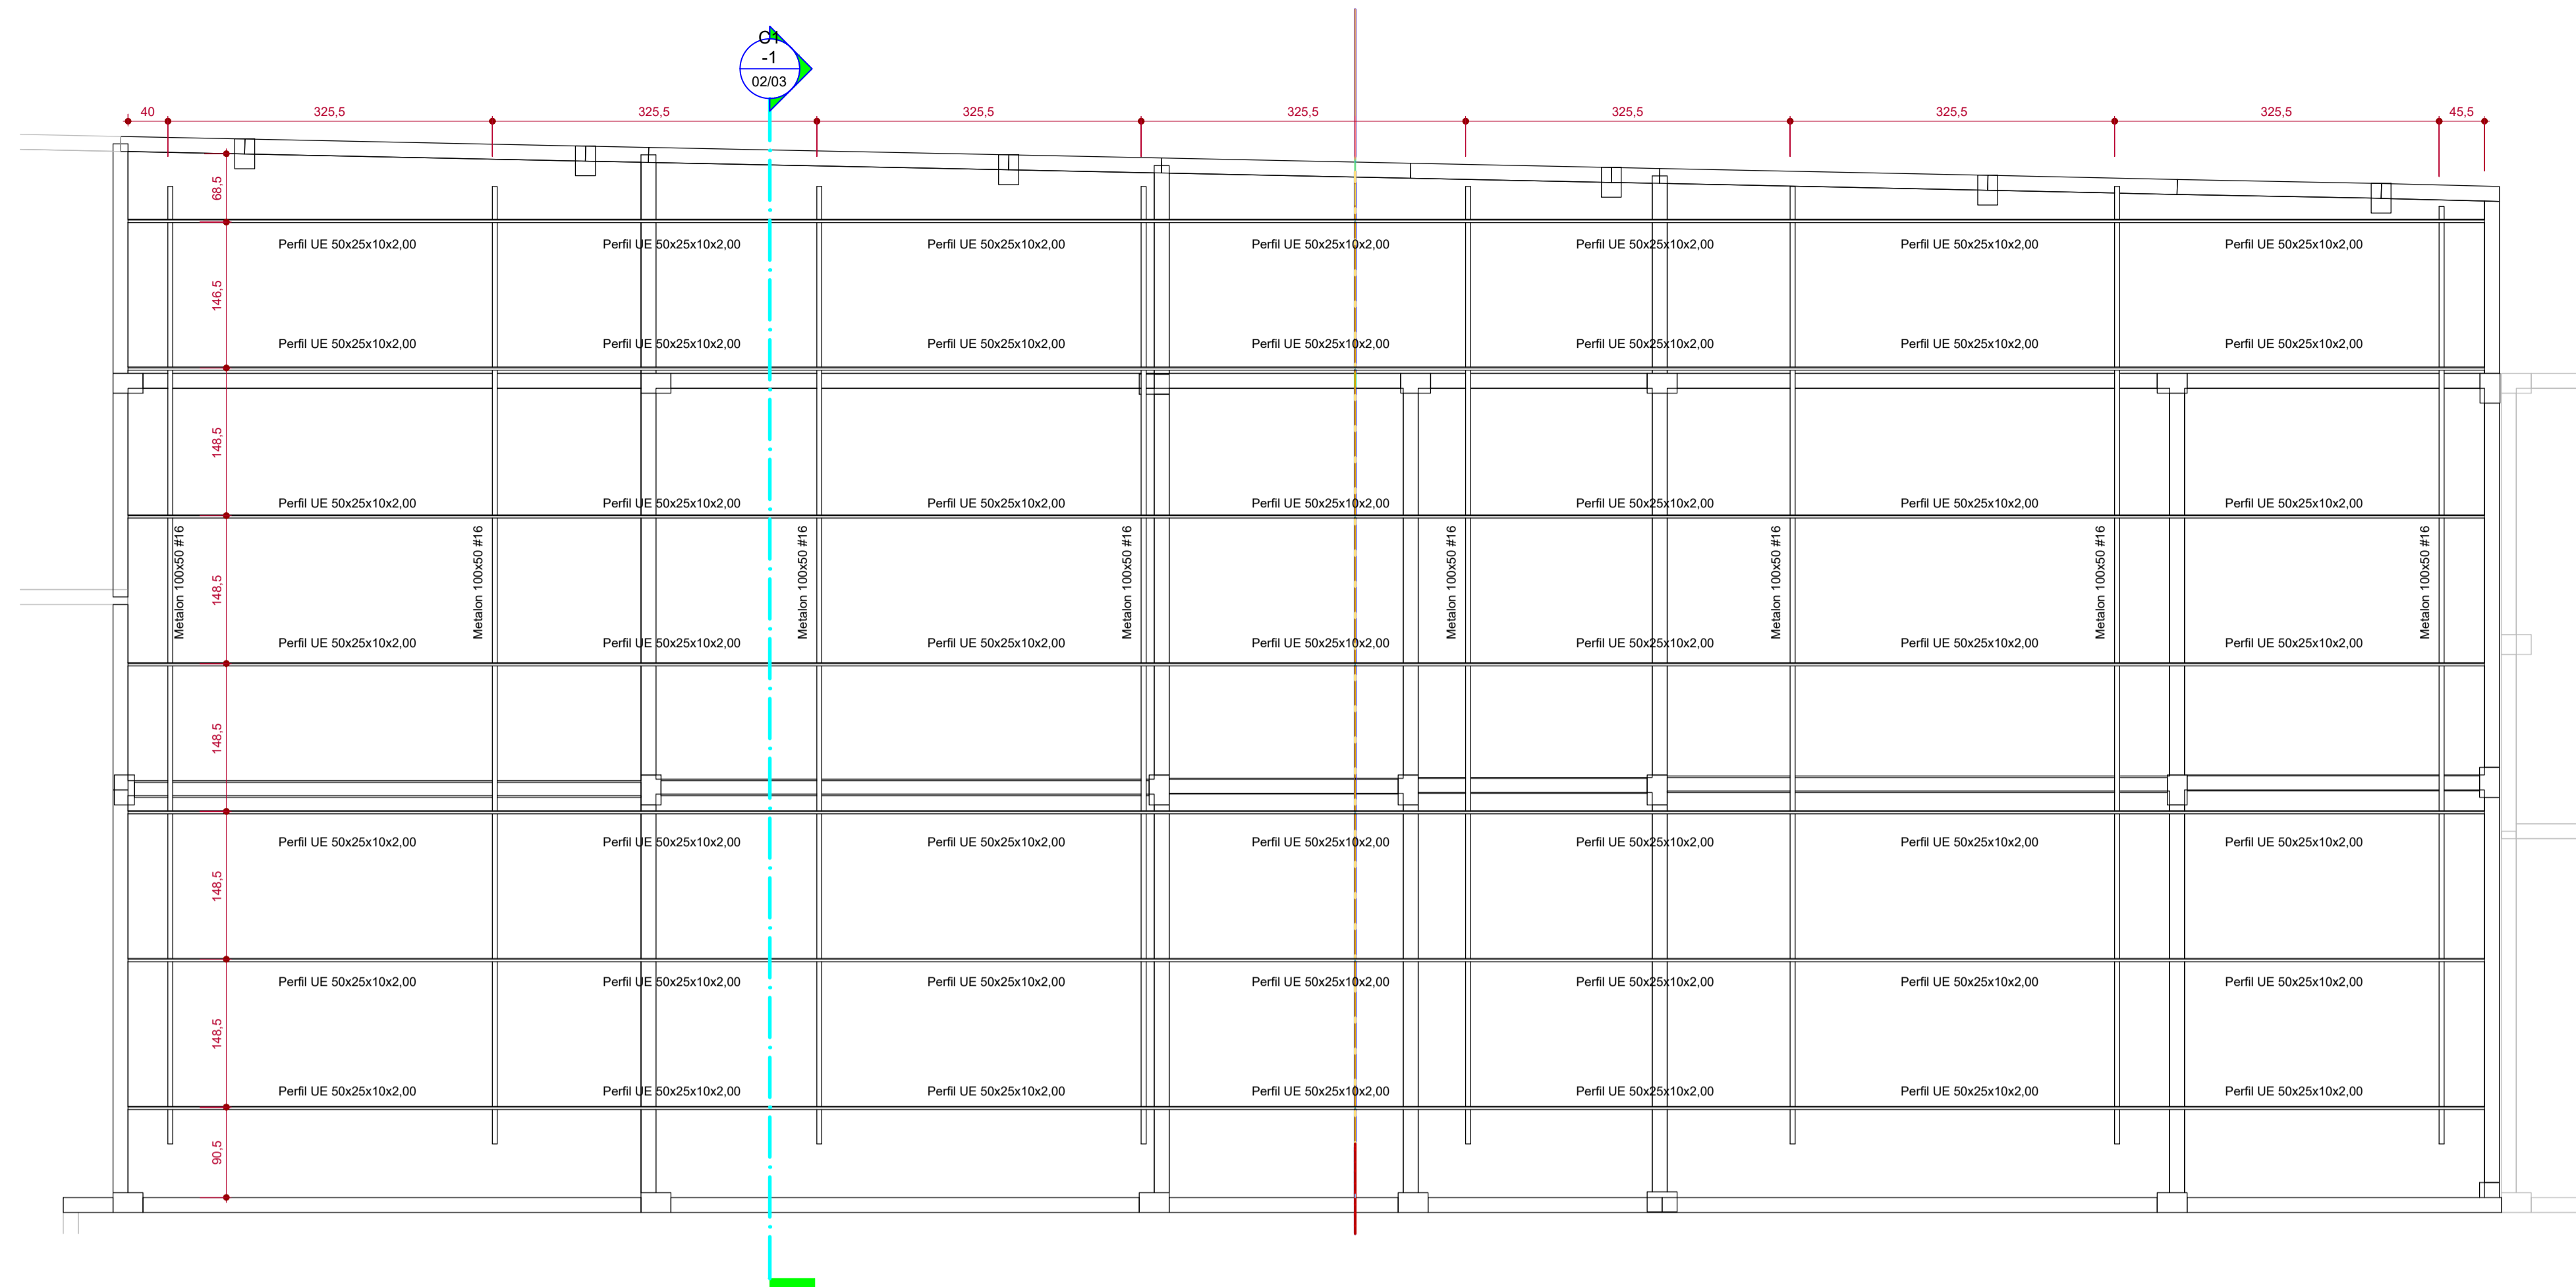 C1
-1
02/03
40 325,5 325,5 325,5 325,5 325,5 325,5 325,5 45,5
68,5
Perfil UE 50x25x10x2,00 Perfil UE 50x25x10x2,00 Perfil UE 50x25x10x2,00 Perfil UE 50x25x10x2,00 Perfil UE 50x25x10x2,00 Perfil UE 50x25x10x2,00 Perfil UE 50x25x10x2,00
146,5
Perfil UE 50x25x10x2,00 Perfil UE 50x25x10x2,00 Perfil UE 50x25x10x2,00 Perfil UE 50x25x10x2,00 Perfil UE 50x25x10x2,00 Perfil UE 50x25x10x2,00 Perfil UE 50x25x10x2,00
148,5
Perfil UE 50x25x10x2,00 Perfil UE 50x25x10x2,00 Perfil UE 50x25x10x2,00 Perfil UE 50x25x10x2,00 Perfil UE 50x25x10x2,00 Perfil UE 50x25x10x2,00 Perfil UE 50x25x10x2,00
Metalon 100x50 #16 Metalon 100x50 #16 Metalon 100x50 #16 Metalon 100x50 #16 Metalon 100x50 #16 Metalon 100x50 #16 Metalon 100x50 #16 Metalon 100x50 #16
148,5
Perfil UE 50x25x10x2,00 Perfil UE 50x25x10x2,00 Perfil UE 50x25x10x2,00 Perfil UE 50x25x10x2,00 Perfil UE 50x25x10x2,00 Perfil UE 50x25x10x2,00 Perfil UE 50x25x10x2,00
148,5
Perfil UE 50x25x10x2,00 Perfil UE 50x25x10x2,00 Perfil UE 50x25x10x2,00 Perfil UE 50x25x10x2,00 Perfil UE 50x25x10x2,00 Perfil UE 50x25x10x2,00 Perfil UE 50x25x10x2,00
148,5
Perfil UE 50x25x10x2,00 Perfil UE 50x25x10x2,00 Perfil UE 50x25x10x2,00 Perfil UE 50x25x10x2,00 Perfil UE 50x25x10x2,00 Perfil UE 50x25x10x2,00 Perfil UE 50x25x10x2,00
148,5
Perfil UE 50x25x10x2,00 Perfil UE 50x25x10x2,00 Perfil UE 50x25x10x2,00 Perfil UE 50x25x10x2,00 Perfil UE 50x25x10x2,00 Perfil UE 50x25x10x2,00 Perfil UE 50x25x10x2,00
90,5